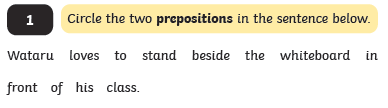 1
Circle the two prepositions in the sentence below.
Wataru loves to stand beside the whiteboard in
front of his class.